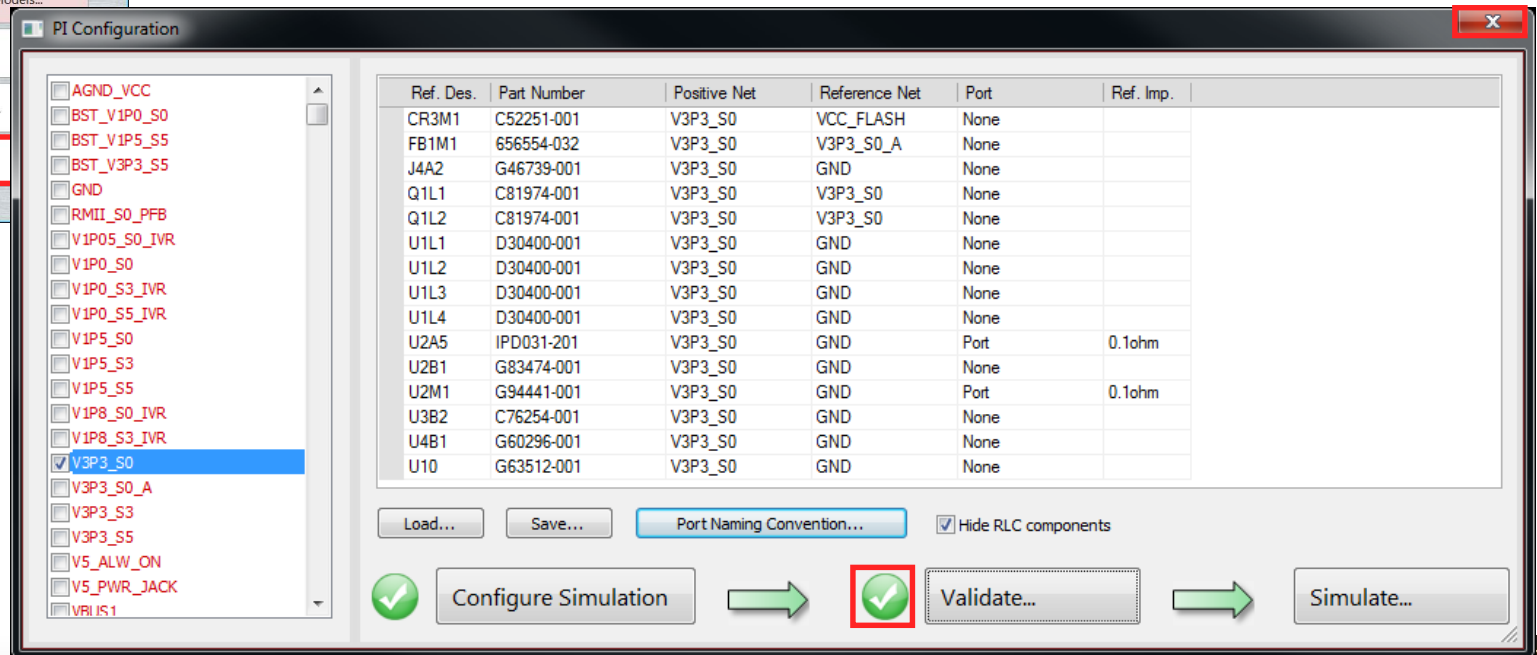 PI Configuration
AGND_VCC
BST_V1P0_S0
BST_V1P5_S5
BST_V3P3_S5
GND
RMII_S0_PFB
V1P05_S0_IVR
V1P0_S0
V1P0_S3_IVR
V1P0_S5_IVR
V1P5_S0
V1P5_S3
V1P5_S5
V1P8_S0_IVR
V1P8_S3_IVR
V3P3_S0
V3P3_S0_A
V3P3_S3
V3P3_S5
V5_ALW_ON
V5_PWR_JACK
VBUS1
Ref. Des. Part Number Positive Net Reference Net Port Ref. Imp.
CR3M1 C52251-001 V3P3_S0 VCC_FLASH None
FB1M1 656554-032 V3P3_S0 V3P3_S0_A None
J4A2 G46739-001 V3P3_S0 GND None
Q1L1 C81974-001 V3P3_S0 V3P3_S0 None
Q1L2 C81974-001 V3P3_S0 V3P3_S0 None
U1L1 D30400-001 V3P3_S0 GND None
U1L2 D30400-001 V3P3_S0 GND None
U1L3 D30400-001 V3P3_S0 GND None
U1L4 D30400-001 V3P3_S0 GND None
U2A5 IPD031-201 V3P3_S0 GND Port 0.1ohm
U2B1 G83474-001 V3P3_S0 GND None
U2M1 G94441-001 V3P3_S0 GND Port 0.1ohm
U3B2 C76254-001 V3P3_S0 GND None
U4B1 G60296-001 V3P3_S0 GND None
U10 G63512-001 V3P3_S0 GND None
Load... Save... Port Naming Convention... Hide RLC components
Configure Simulation Validate... Simulate...